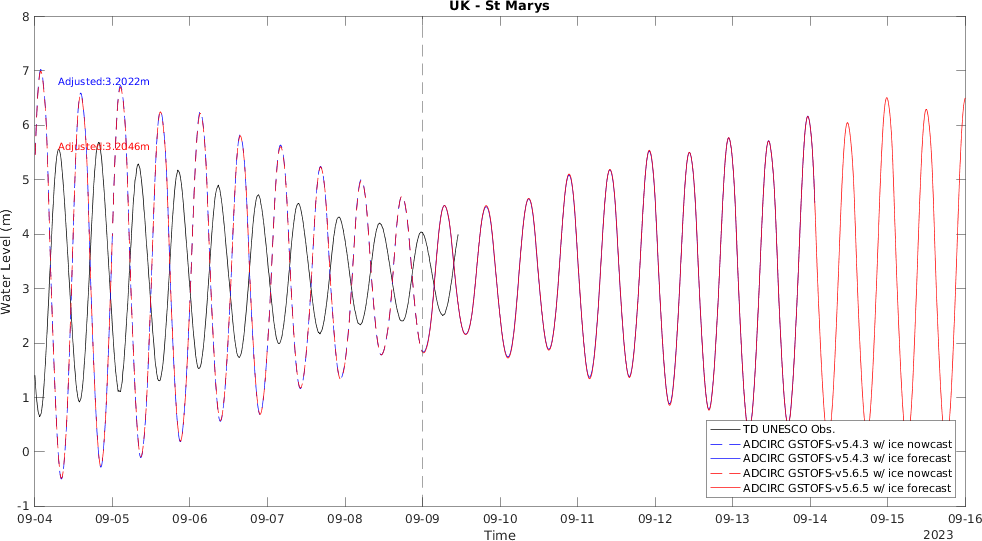 UK - St Marys
8
7
6
5
4
3
2
1
0
-1
Water Level (m)
Adjusted:3.2022m
Adjusted:3.2046m
TD UNESCO Obs.
ADCIRC GSTOFS-v5.4.3 w/ ice nowcast
ADCIRC GSTOFS-v5.4.3 w/ ice forecast
ADCIRC GSTOFS-v5.6.5 w/ ice nowcast
ADCIRC GSTOFS-v5.6.5 w/ ice forecast
09-04 09-05 09-06 09-07 09-08 09-09 09-10 09-11 09-12 09-13 09-14 09-15 09-16
Time
2023